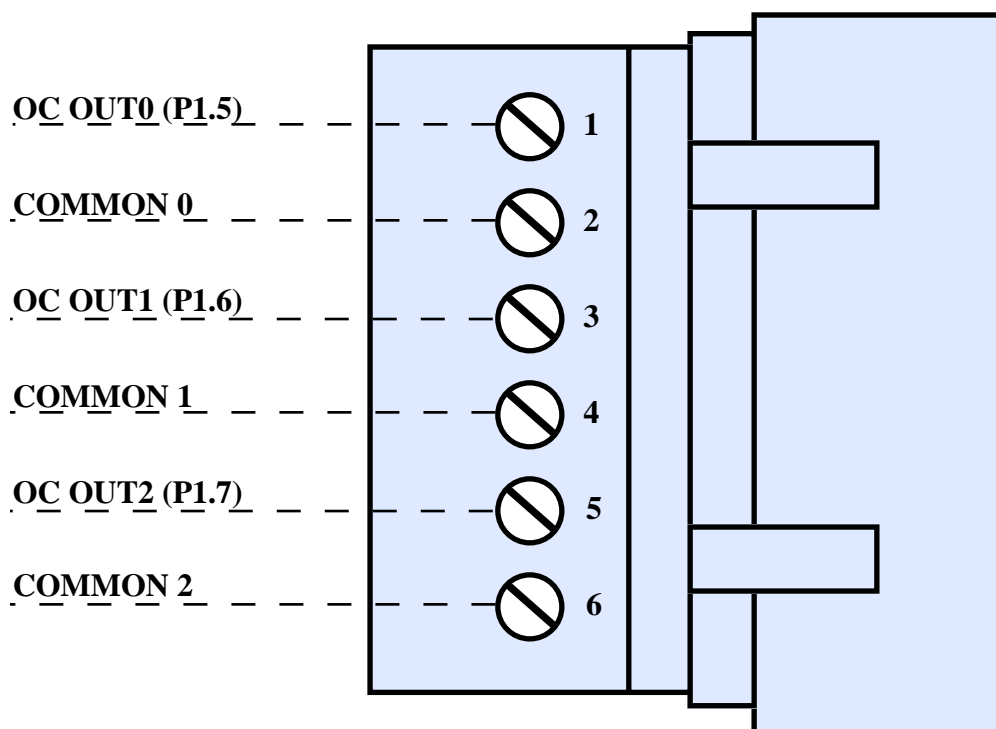 OC OUT0 (P1.5) 1
COMMON 0 2
OC OUT1 (P1.6) 3
COMMON 1 4
OC OUT2 (P1.7) 5
COMMON 2 6